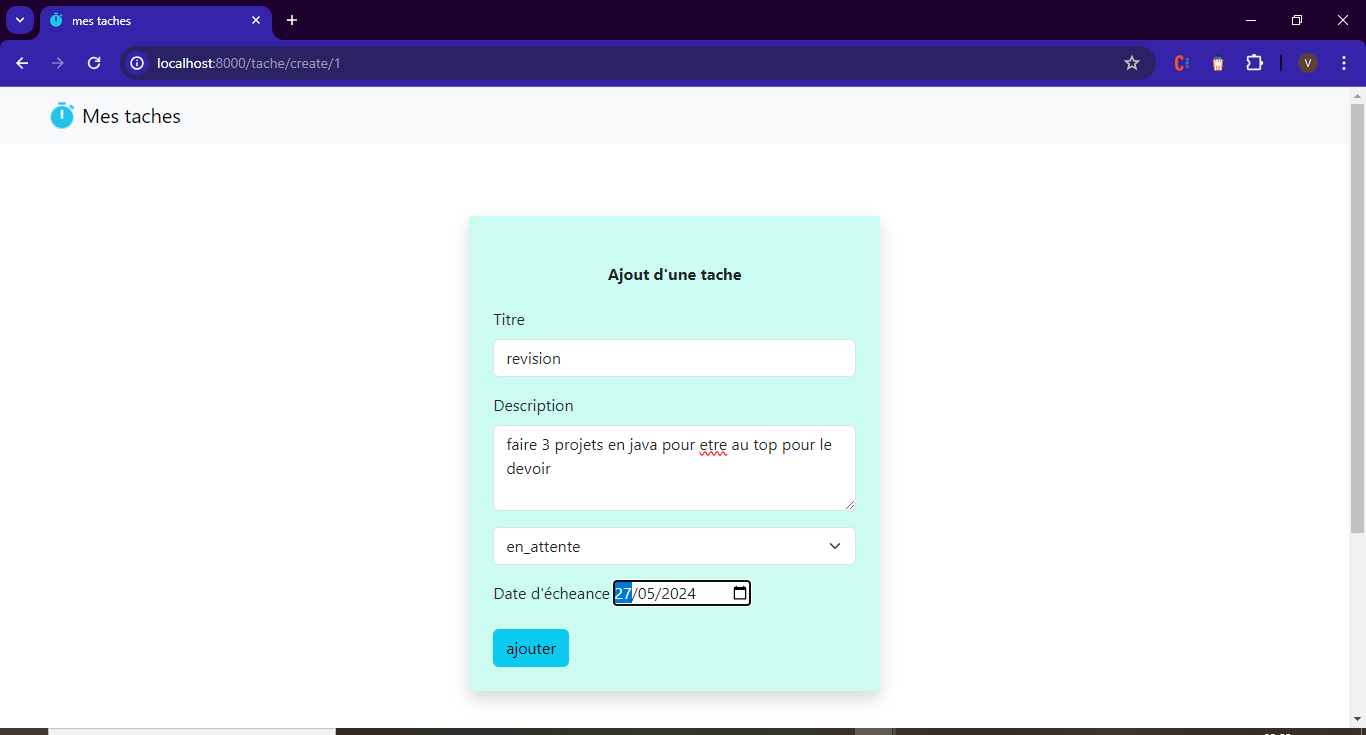 mes taches
localhost:8000/tache/create/1
V
Mes taches
Ajout d'une tache
Titre
revision
Description
faire 3 projets en java pour etre au top pour le
devoir
en_attente
Date d'écheance 27/05/2024
ajouter